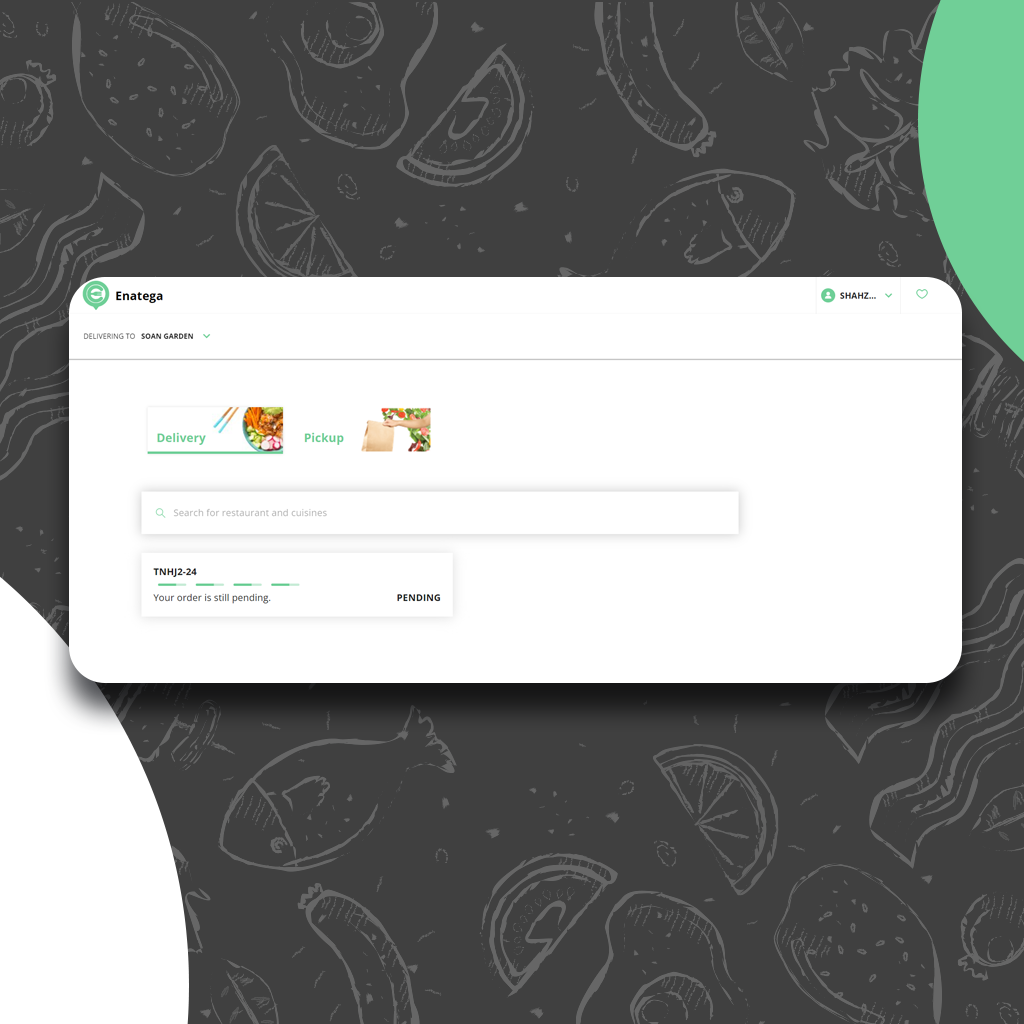 Enatega
SHAHZ...
DELIVERING TO SOAN GARDEN
Delivery
Pickup
Search for restaurant and cuisines
TNHJ2-24
Your order is still pending.
PENDING